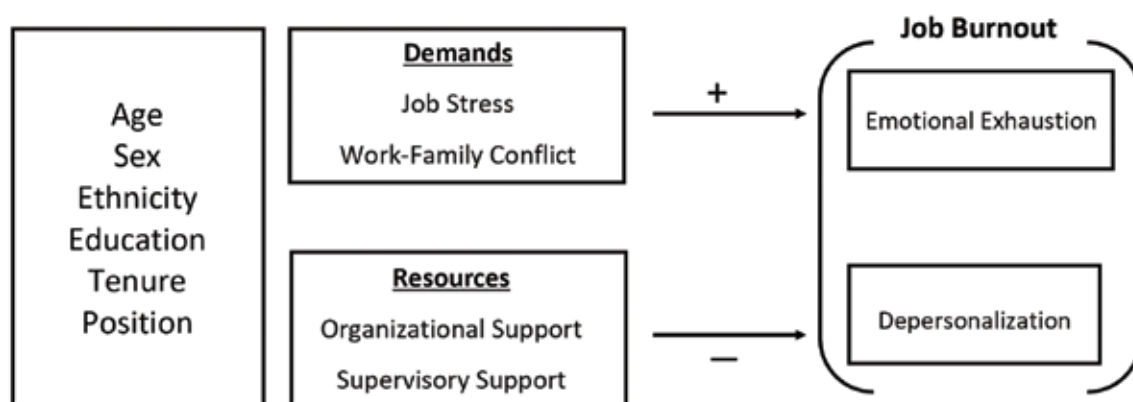 Age
Sex
Ethnicity
Education
Tenure
Position
Demands
Job Stress
Work-Family Conflict
Resources
Organizational Support
Supervisory Support
+
–
Job Burnout
Emotional Exhaustion
Depersonalization